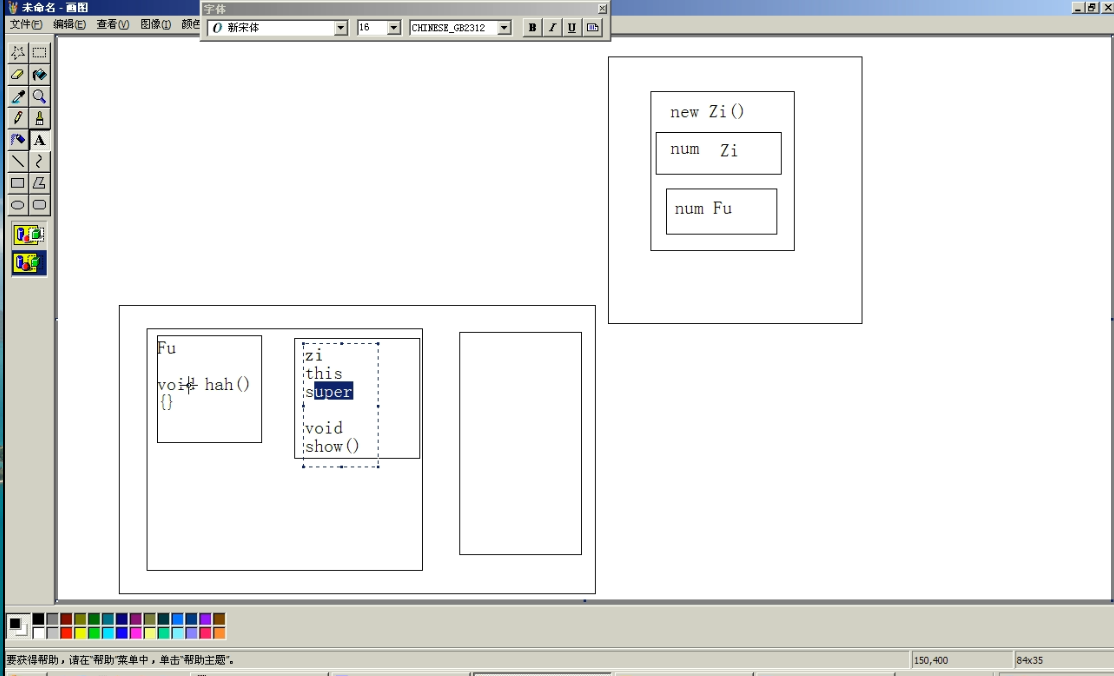 未命名 - 画图
字体
文件(F) 编辑(E) 查看(V) 图像(I) 颜色
新宋体 16 CHINESE_GB2312 B I U
A
new Zi()
num Zi
num Fu
Fu
void hah()
{}
zi
this
super
void
show()
要获得帮助，请在“帮助”菜单中，单击“帮助主题”。
150,400
84x35